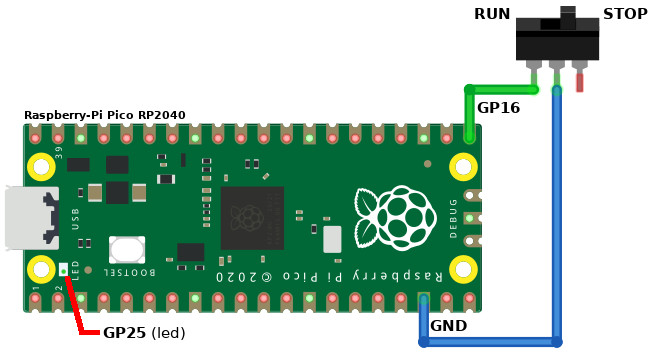 RUN
STOP
GP16
Raspberry-Pi Pico RP2040
39
USB
DEBUG
BOOTSEL
LED
Raspberry Pi Pico ©2020
1
2
GND
GP25 (led)